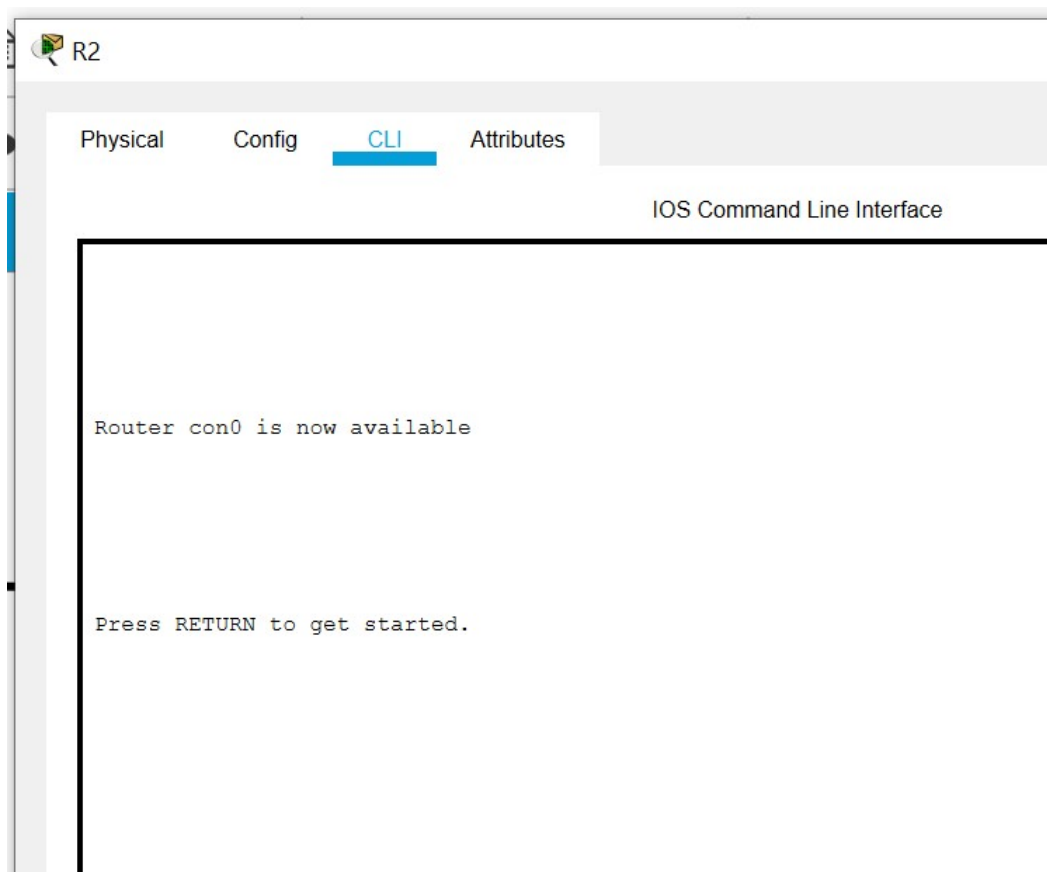 R2
Physical Config CLI Attributes
IOS Command Line Interface
Router con0 is now available
Press RETURN to get started.